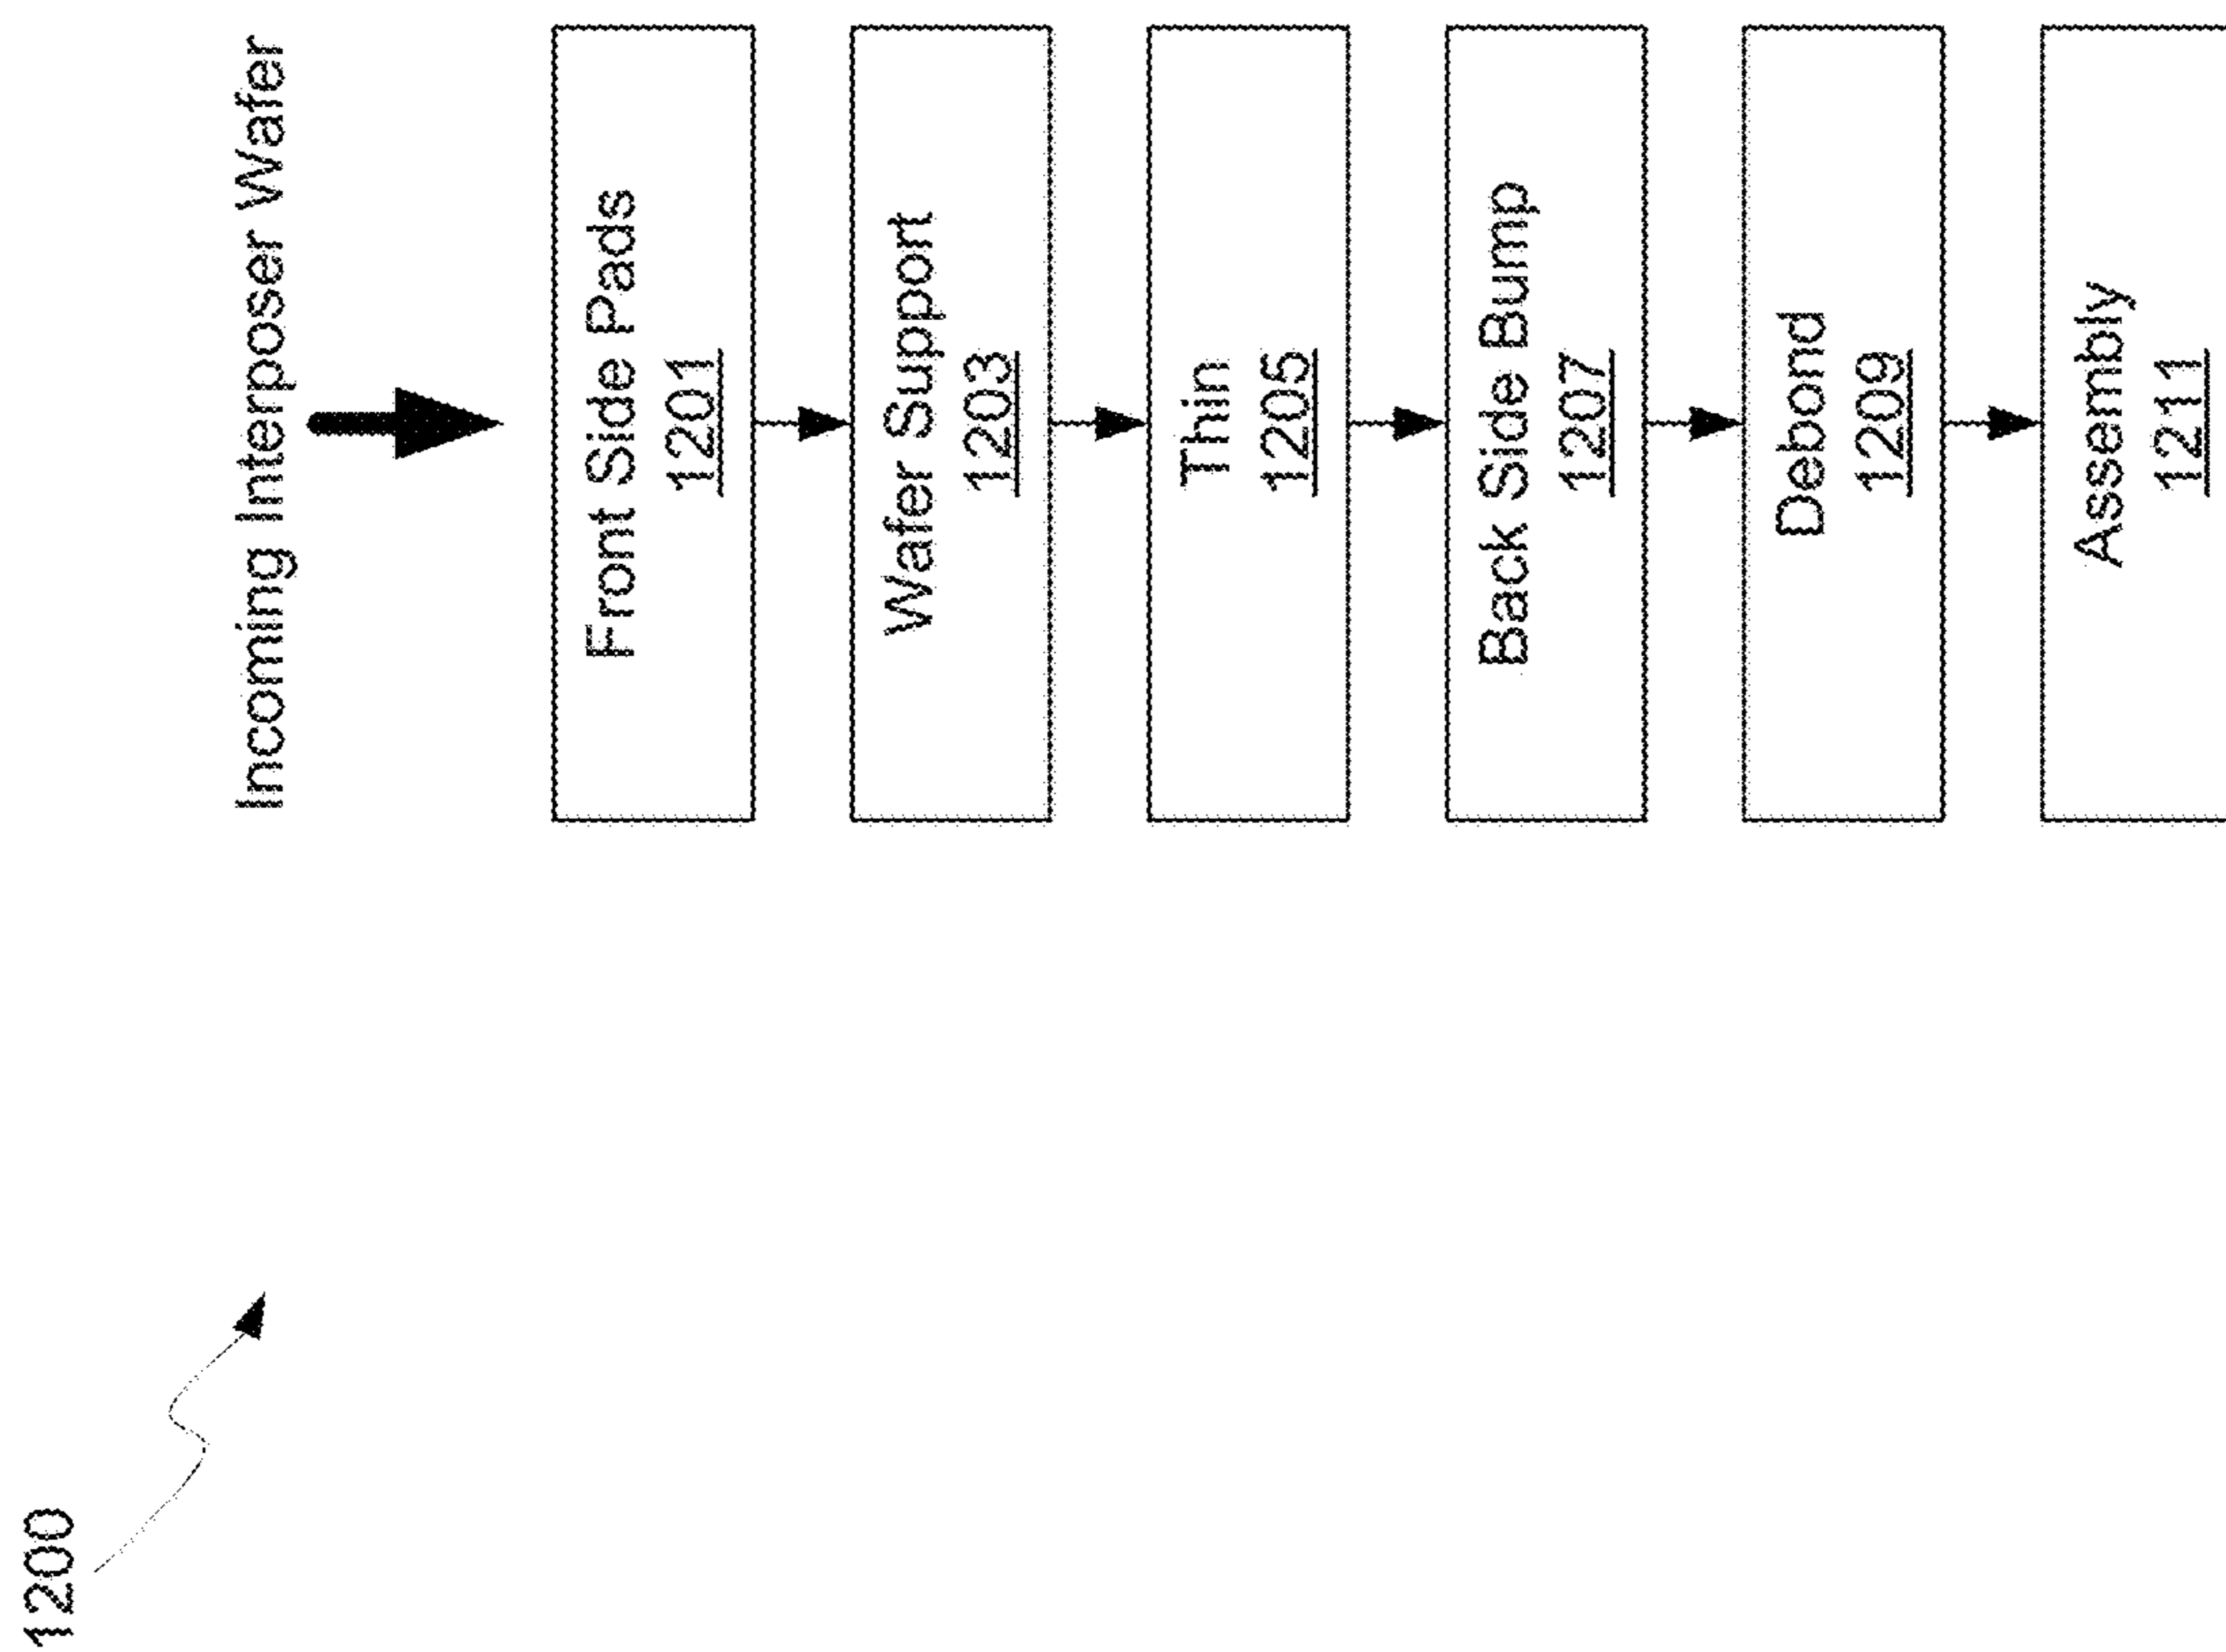 1200
Incoming Interposer Wafer
Front Side Pads
1201
Wafer Support
1203
Thin
1205
Back Side Bump
1207
Debond
1209
Assembly
1211